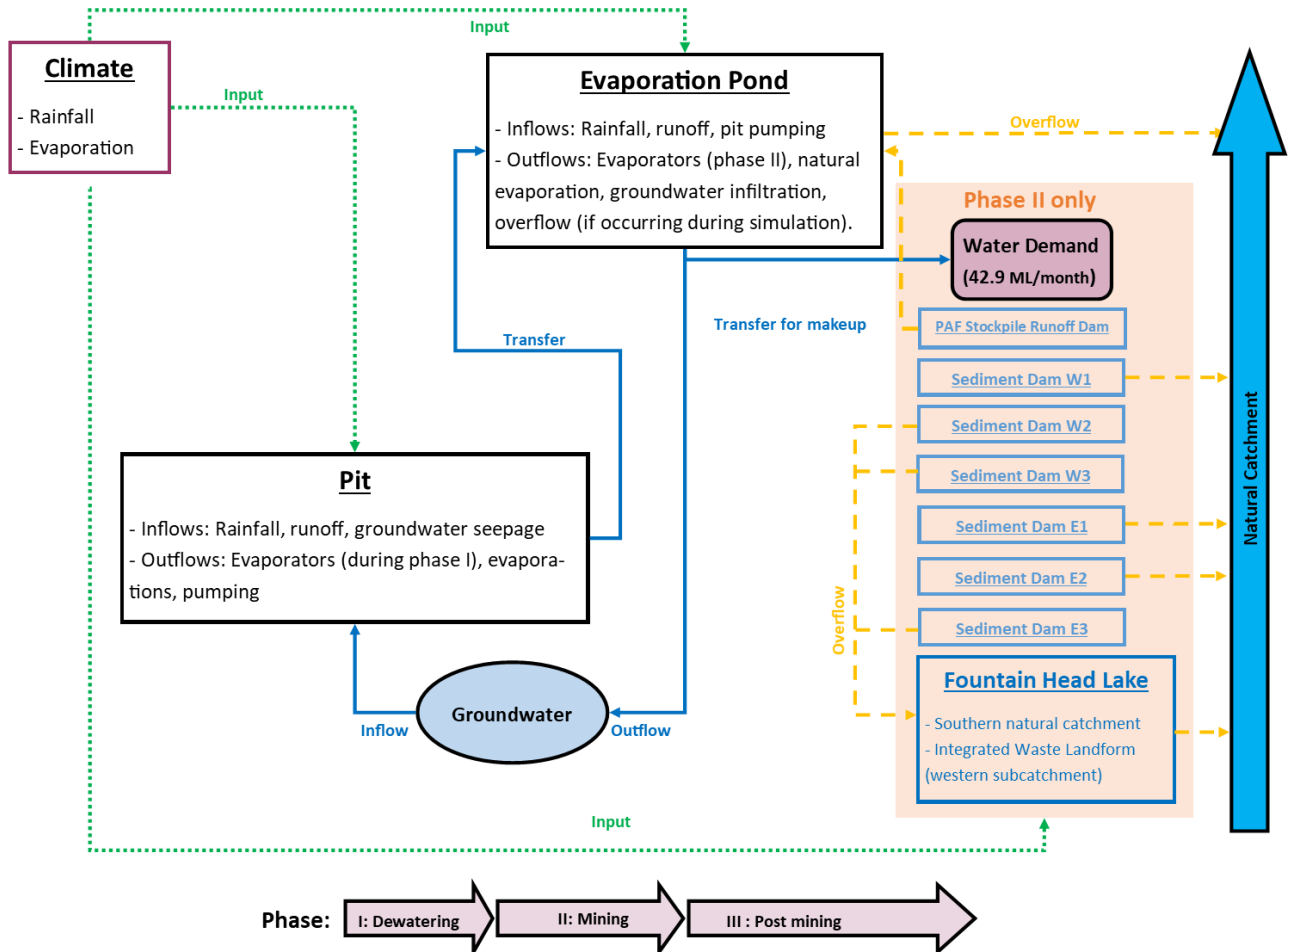 Input
Climate
- Rainfall
- Evaporation
Input
Evaporation Pond
- Inflows: Rainfall, runoff, pit pumping
- Outflows: Evaporators (phase II), natural
evaporation, groundwater infiltration,
overflow (if occurring during simulation).
Overflow
Phase II only
Water Demand
(42.9 ML/month)
Transfer for makeup
Transfer
PAF Stockpile Runoff Dam
Sediment Dam W1
Sediment Dam W2
Sediment Dam W3
Sediment Dam E1
Sediment Dam E2
Sediment Dam E3
Overflow
Natural Catchment
Pit
- Inflows: Rainfall, runoff, groundwater seepage
- Outflows: Evaporators (during phase I), evapora-
tions, pumping
Fountain Head Lake
- Southern natural catchment
- Integrated Waste Landform
(western subcatchment)
Groundwater
Inflow
Outflow
Input
Phase:
I: Dewatering
II: Mining
III : Post mining